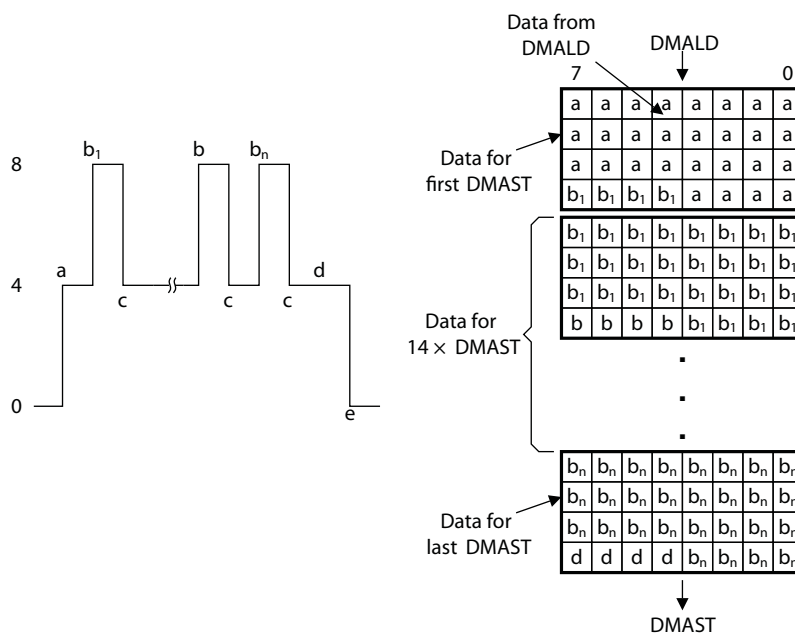 Data from
DMALD
DMALD
7 0
a a a a a a a a
a a a a a a a a
a a a a a a a a
b₁ b₁ b₁ b₁ a a a a
Data for
first DMAST
b₁ b₁ b₁ b₁ b₁ b₁ b₁ b₁
b₁ b₁ b₁ b₁ b₁ b₁ b₁ b₁
b₁ b₁ b₁ b₁ b₁ b₁ b₁ b₁
b b b b b₁ b₁ b₁ b₁
Data for
14 × DMAST
bₙ bₙ bₙ bₙ bₙ bₙ bₙ bₙ
bₙ bₙ bₙ bₙ bₙ bₙ bₙ bₙ
bₙ bₙ bₙ bₙ bₙ bₙ bₙ bₙ
d d d d bₙ bₙ bₙ bₙ
Data for
last DMAST
DMAST
8
b₁ b bₙ
a d
4
c c c
0
e